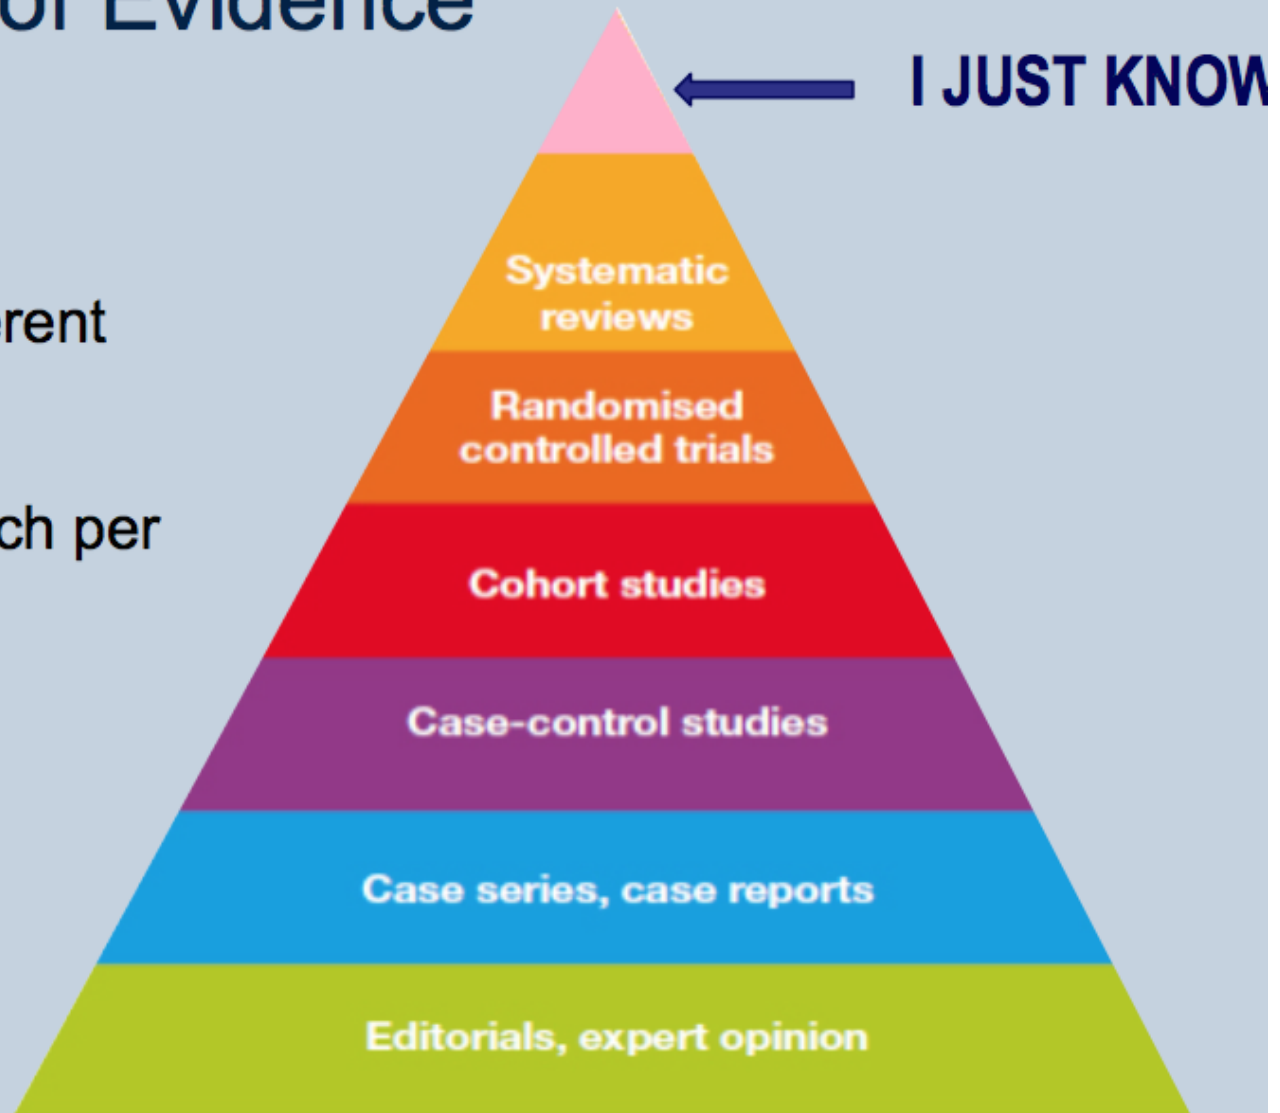 of Evidence
I JUST KNOW
Systematic
reviews
erent
Randomised
controlled trials
ch per
Cohort studies
Case-control studies
Case series, case reports
Editorials, expert opinion